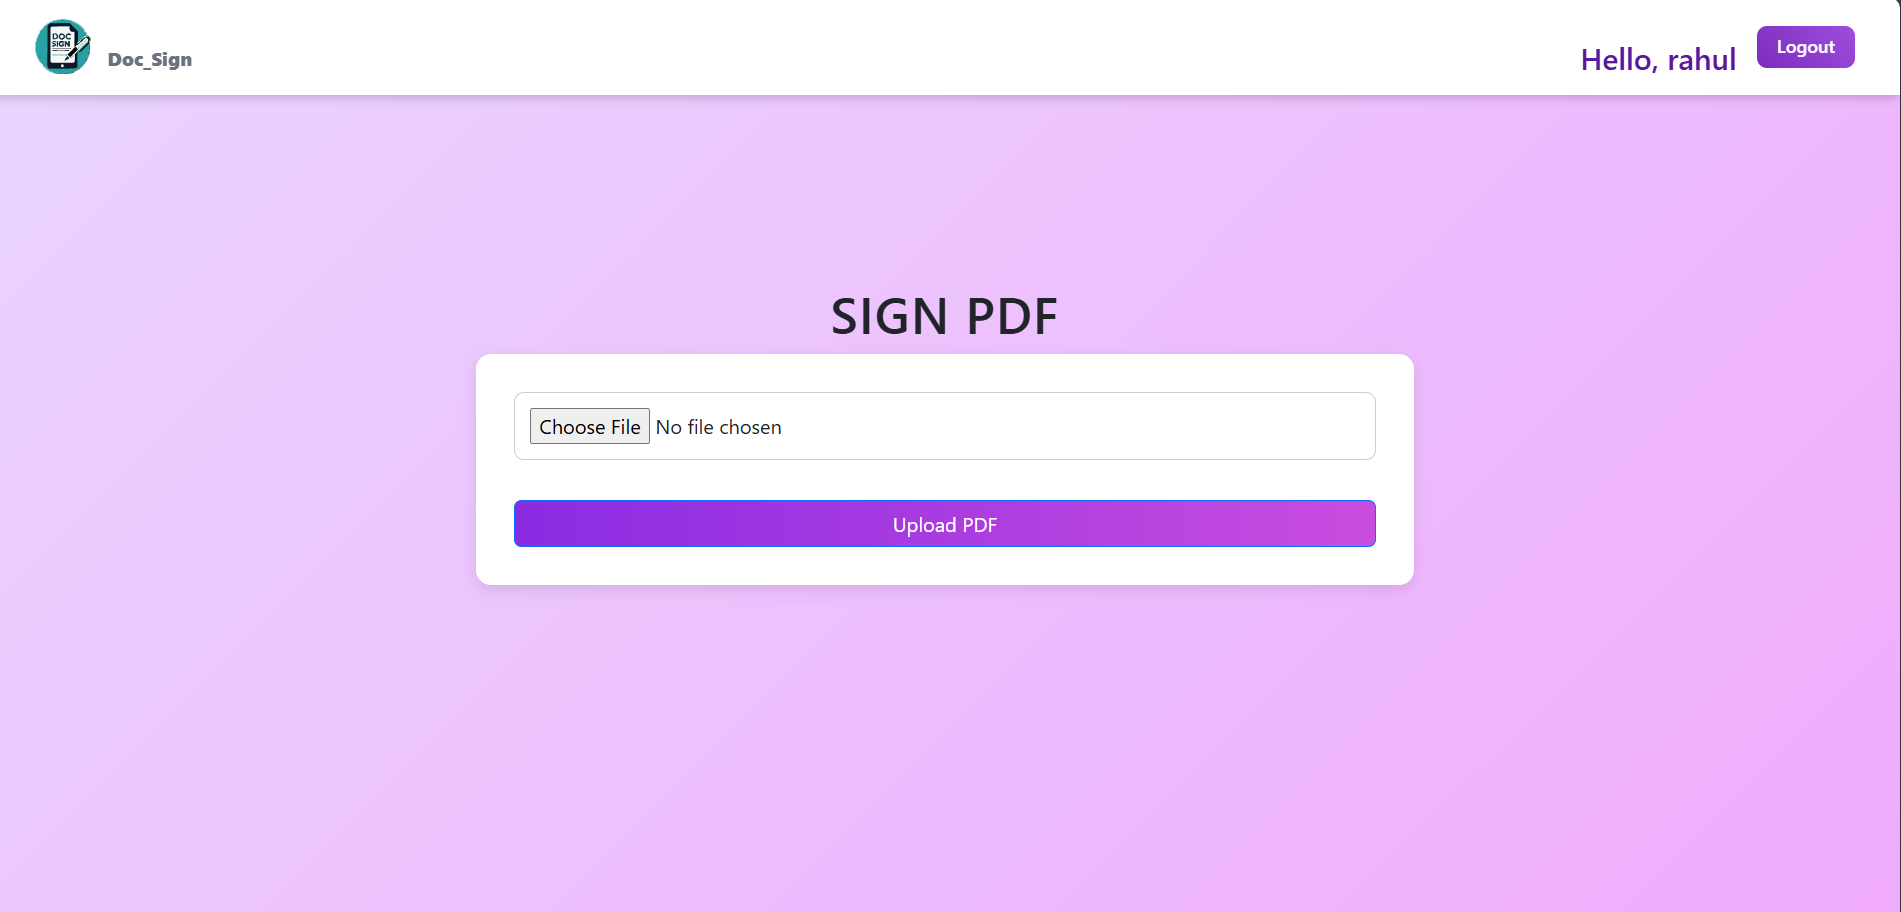 DOC
SIGN
Doc_Sign
Hello, rahul
Logout
SIGN PDF
Choose File No file chosen
Upload PDF